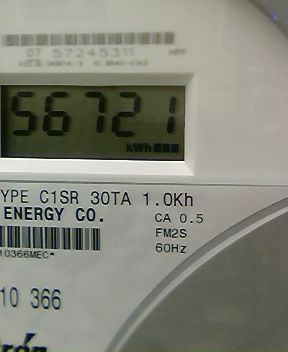 07 57245311
56721
kWh
YPE C1SR 30TA 1.0Kh
ENERGY CO.
CA 0.5
FM2S
60Hz
10366MEC*
10 366
rón